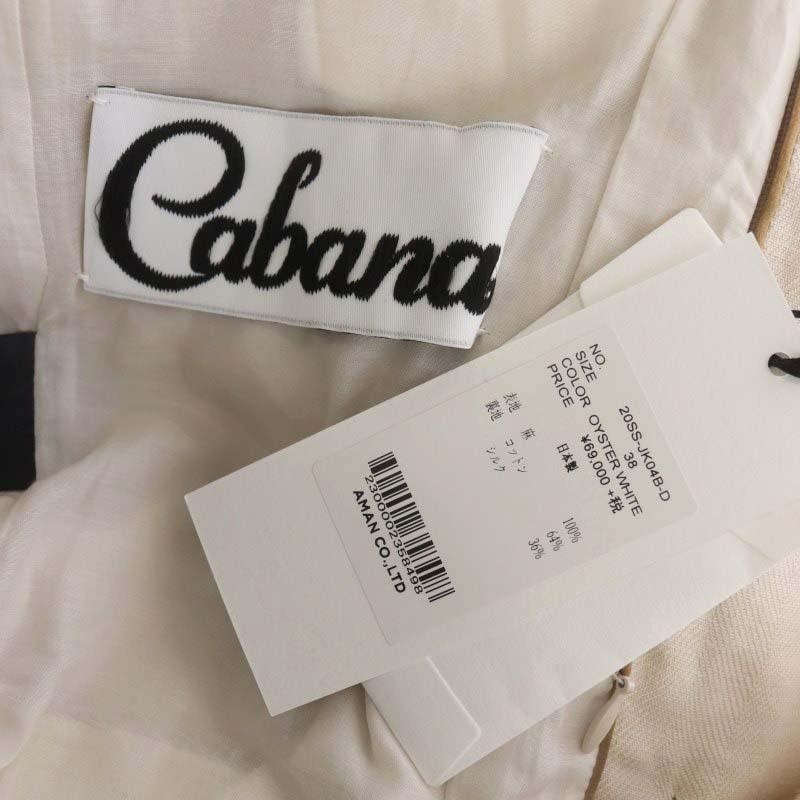 Cabana
NO. 20SS-JK04B-D
SIZE 38
COLOR OYSTER WHITE
PRICE ¥69,000 +税
日本製
表地 麻 100%
裏地 コットン 64%
シルク 36%
2300002358498
AMAN CO.,LTD